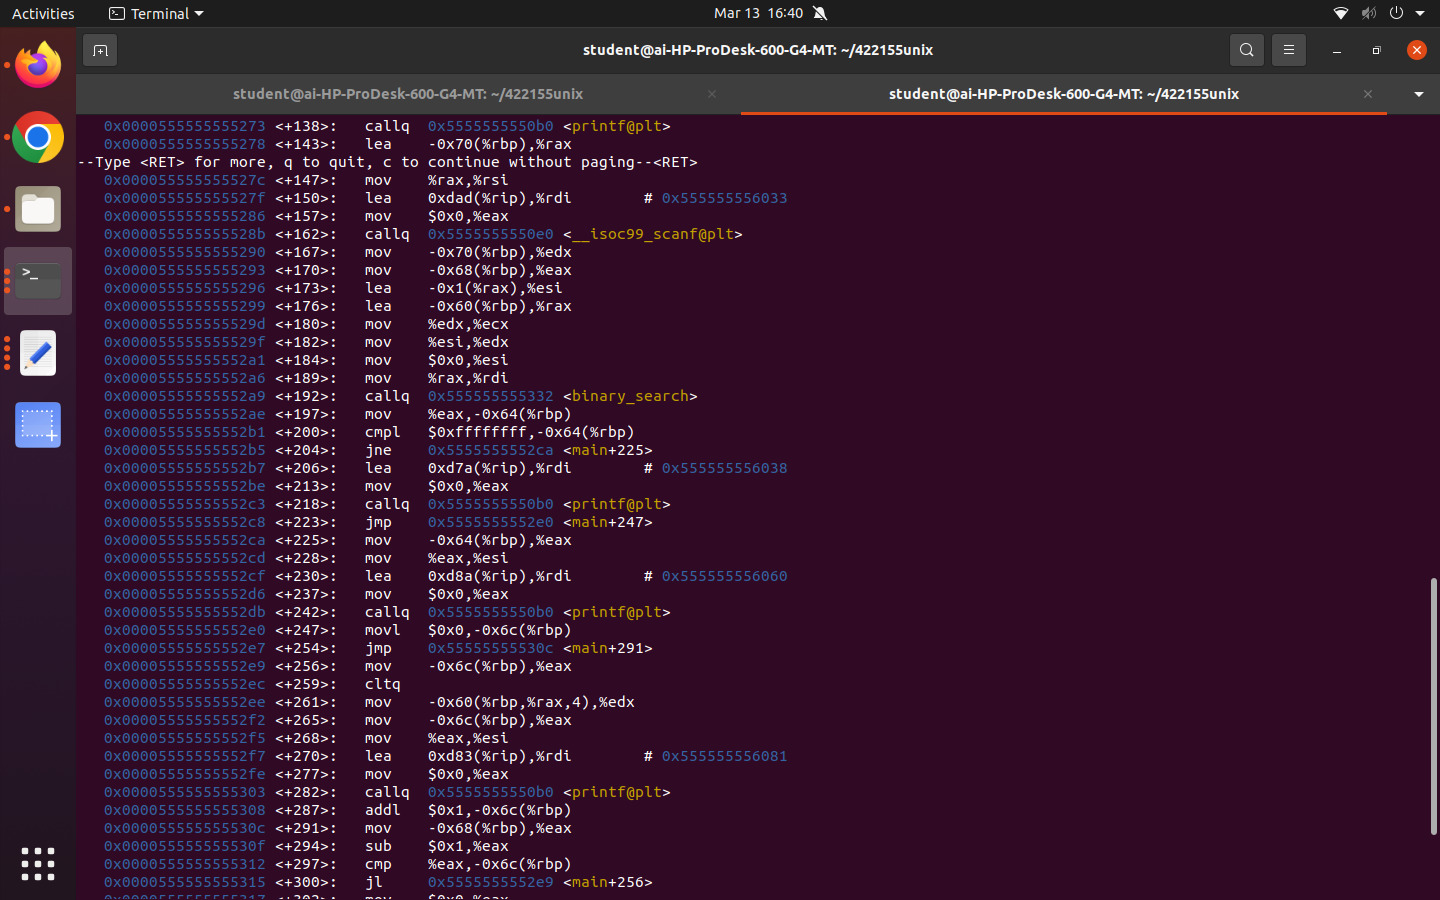 Activities
Terminal
Mar 13 16:40
student@ai-HP-ProDesk-600-G4-MT: ~/422155unix
student@ai-HP-ProDesk-600-G4-MT: ~/422155unix
student@ai-HP-ProDesk-600-G4-MT: ~/422155unix
0x0000555555555273 <+138>: callq 0x5555555550b0 <printf@plt>
0x0000555555555278 <+143>: lea -0x70(%rbp),%rax
--Type <RET> for more, q to quit, c to continue without paging--<RET>
0x000055555555527c <+147>: mov %rax,%rsi
0x000055555555527f <+150>: lea 0xdad(%rip),%rdi # 0x555555556033
0x0000555555555286 <+157>: mov $0x0,%eax
0x000055555555528b <+162>: callq 0x5555555550e0 <__isoc99_scanf@plt>
0x0000555555555290 <+167>: mov -0x70(%rbp),%edx
0x0000555555555293 <+170>: mov -0x68(%rbp),%eax
0x0000555555555296 <+173>: lea -0x1(%rax),%esi
0x0000555555555299 <+176>: lea -0x60(%rbp),%rax
0x000055555555529d <+180>: mov %edx,%ecx
0x000055555555529f <+182>: mov %esi,%edx
0x00005555555552a1 <+184>: mov $0x0,%esi
0x00005555555552a6 <+189>: mov %rax,%rdi
0x00005555555552a9 <+192>: callq 0x555555555332 <binary_search>
0x00005555555552ae <+197>: mov %eax,-0x64(%rbp)
0x00005555555552b1 <+200>: cmpl $0xffffffff,-0x64(%rbp)
0x00005555555552b5 <+204>: jne 0x5555555552ca <main+225>
0x00005555555552b7 <+206>: lea 0xd7a(%rip),%rdi # 0x555555556038
0x00005555555552be <+213>: mov $0x0,%eax
0x00005555555552c3 <+218>: callq 0x5555555550b0 <printf@plt>
0x00005555555552c8 <+223>: jmp 0x5555555552e0 <main+247>
0x00005555555552ca <+225>: mov -0x64(%rbp),%eax
0x00005555555552cd <+228>: mov %eax,%esi
0x00005555555552cf <+230>: lea 0xd8a(%rip),%rdi # 0x555555556060
0x00005555555552d6 <+237>: mov $0x0,%eax
0x00005555555552db <+242>: callq 0x5555555550b0 <printf@plt>
0x00005555555552e0 <+247>: movl $0x0,-0x6c(%rbp)
0x00005555555552e7 <+254>: jmp 0x55555555530c <main+291>
0x00005555555552e9 <+256>: mov -0x6c(%rbp),%eax
0x00005555555552ec <+259>: cltq
0x00005555555552ee <+261>: mov -0x60(%rbp,%rax,4),%edx
0x00005555555552f2 <+265>: mov -0x6c(%rbp),%eax
0x00005555555552f5 <+268>: mov %eax,%esi
0x00005555555552f7 <+270>: lea 0xd83(%rip),%rdi # 0x555555556081
0x00005555555552fe <+277>: mov $0x0,%eax
0x0000555555555303 <+282>: callq 0x5555555550b0 <printf@plt>
0x0000555555555308 <+287>: addl $0x1,-0x6c(%rbp)
0x000055555555530c <+291>: mov -0x68(%rbp),%eax
0x000055555555530f <+294>: sub $0x1,%eax
0x0000555555555312 <+297>: cmp %eax,-0x6c(%rbp)
0x0000555555555315 <+300>: jl 0x5555555552e9 <main+256>
0x0000555555555317 <+302>: mov $0x0,%eax